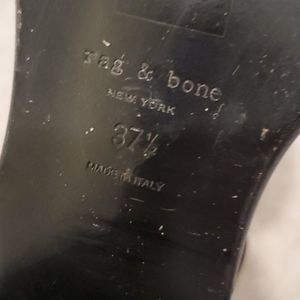 rag & bone
NEW YORK
37½
MADE IN ITALY